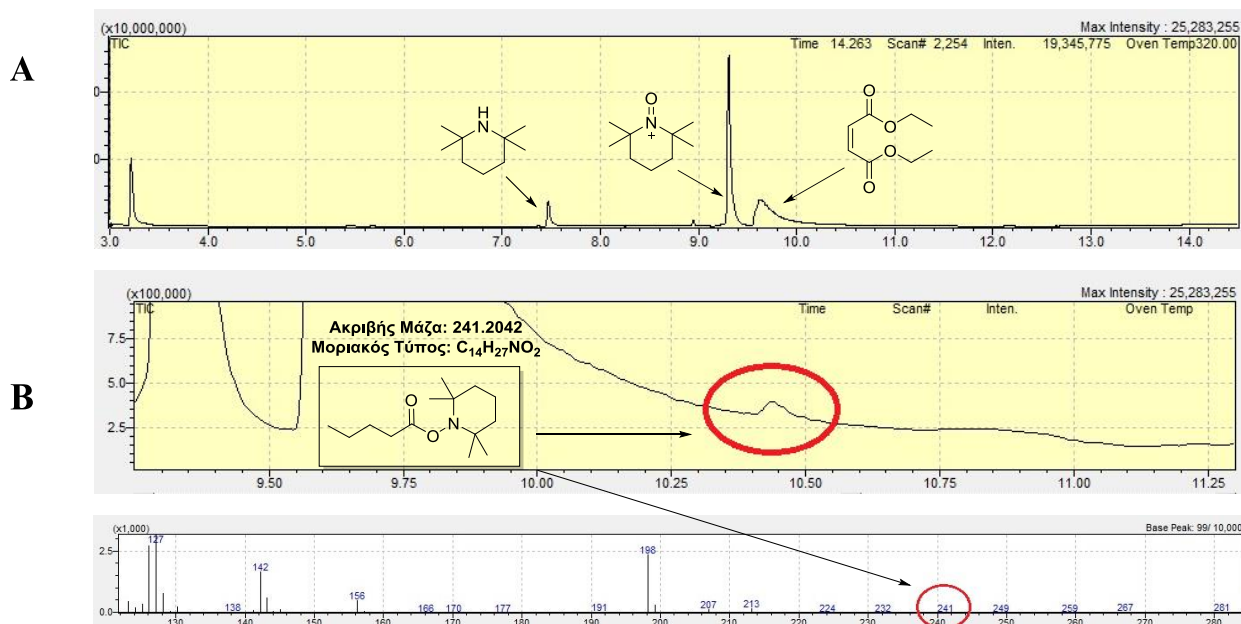 A
(x10,000,000)
Max Intensity : 25,283,255
TIC
Time 14.263 Scan# 2,254 Inten. 19,345,775 Oven Temp320.00
H
N
O
N
+
O
O
O
O
3.0 4.0 5.0 6.0 7.0 8.0 9.0 10.0 11.0 12.0 13.0 14.0
B
(x100,000)
Max Intensity : 25,283,255
TIC
Time Scan# Inten. Oven Temp
Ακριβής Μάζα: 241.2042
Μοριακός Τύπος: C₁₄H₂₇NO₂
7.5
5.0
2.5
O
O
N
9.50 9.75 10.00 10.25 10.50 10.75 11.00 11.25
(x1,000)
Base Peak: 99/ 10,000
2.5
0.0
127
138
142
156
166
170
177
191
198
207
213
224
232
241
249
259
267
281
130 140 150 160 170 180 190 200 210 220 230 240 250 260 270 280